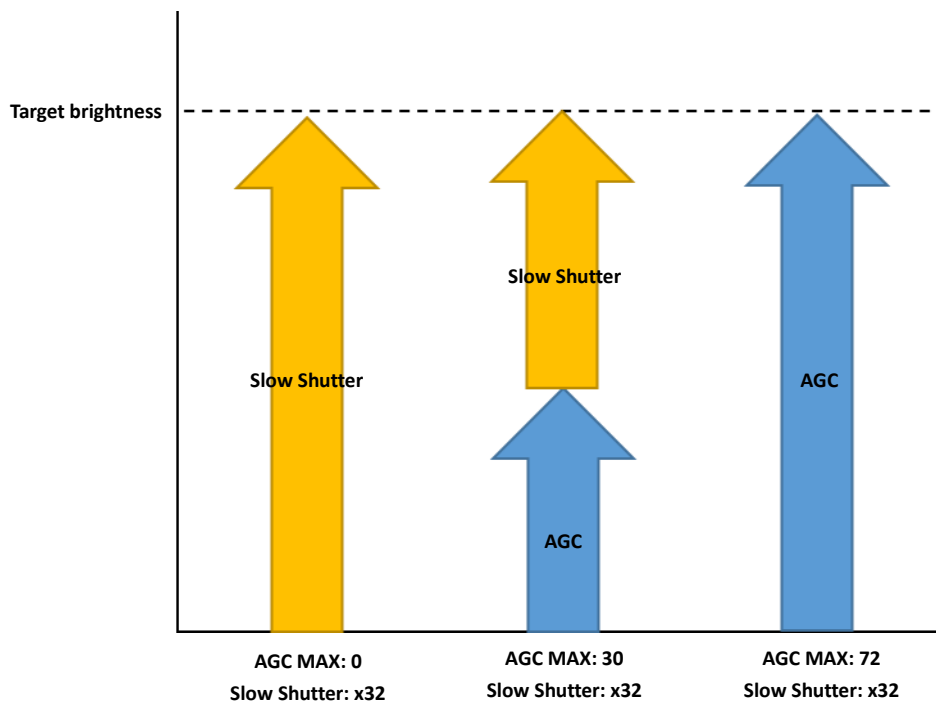 Target brightness
Slow Shutter
Slow Shutter
AGC
AGC
AGC MAX: 0
Slow Shutter: x32
AGC MAX: 30
Slow Shutter: x32
AGC MAX: 72
Slow Shutter: x32